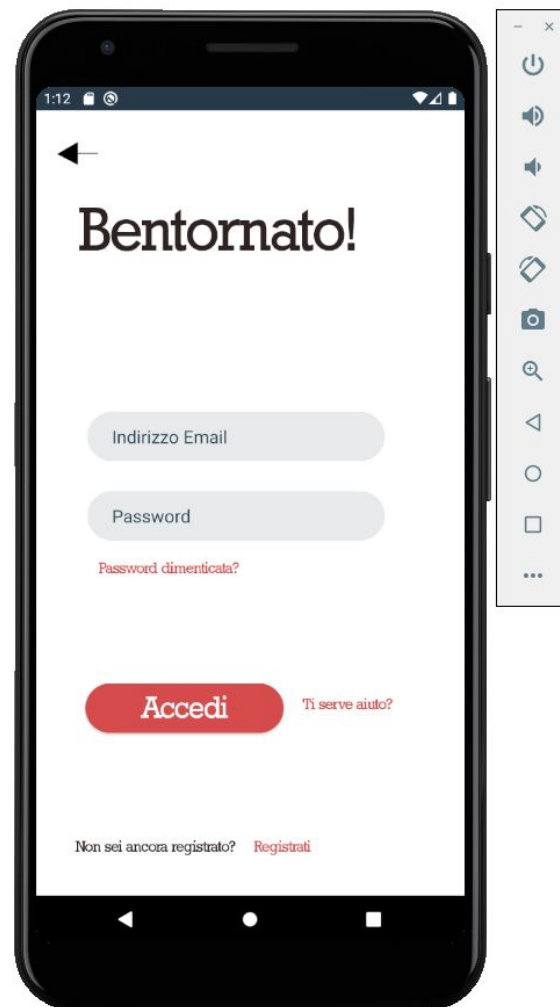 1:12
Bentornato!
Indirizzo Email
Password
Password dimenticata?
Accedi
Ti serve aiuto?
Non sei ancora registrato? Registrati